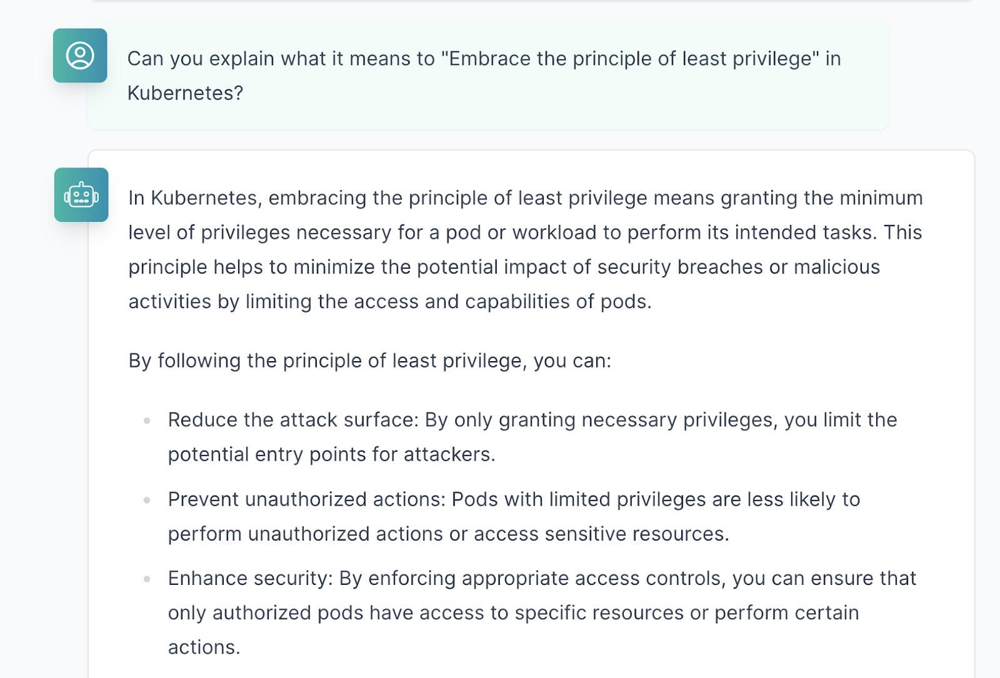 Can you explain what it means to "Embrace the principle of least privilege" in
Kubernetes?
In Kubernetes, embracing the principle of least privilege means granting the minimum
level of privileges necessary for a pod or workload to perform its intended tasks. This
principle helps to minimize the potential impact of security breaches or malicious
activities by limiting the access and capabilities of pods.
By following the principle of least privilege, you can:
Reduce the attack surface: By only granting necessary privileges, you limit the
potential entry points for attackers.
Prevent unauthorized actions: Pods with limited privileges are less likely to
perform unauthorized actions or access sensitive resources.
Enhance security: By enforcing appropriate access controls, you can ensure that
only authorized pods have access to specific resources or perform certain
actions.